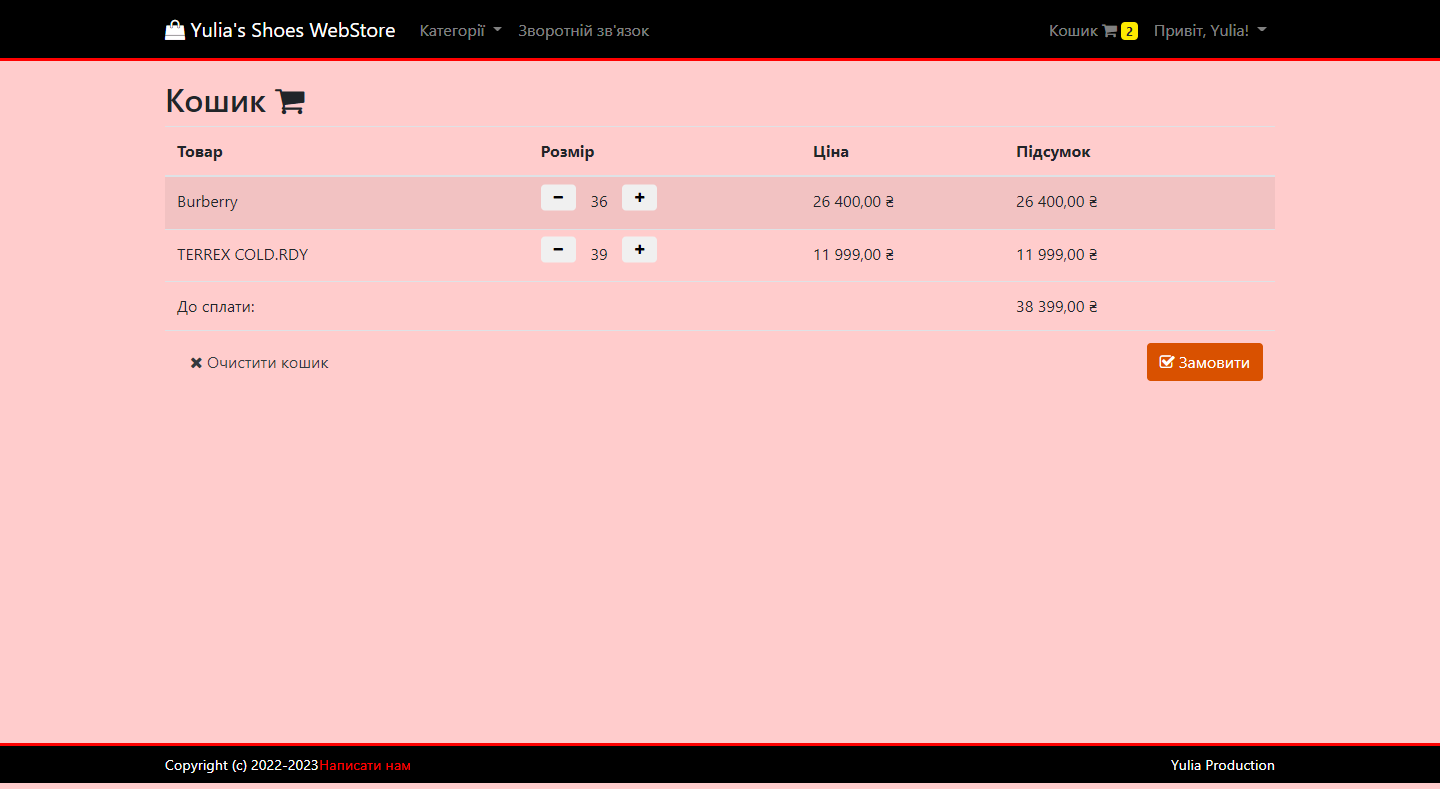 Yulia's Shoes WebStore Категорії Зворотній зв'язок Кошик 2 Привіт, Yulia!
Кошик
Товар Розмір Ціна Підсумок
Burberry − 36 + 26 400,00 ₴ 26 400,00 ₴
TERREX COLD.RDY − 39 + 11 999,00 ₴ 11 999,00 ₴
До сплати: 38 399,00 ₴
Очистити кошик Замовити
Copyright (c) 2022-2023Написати нам Yulia Production